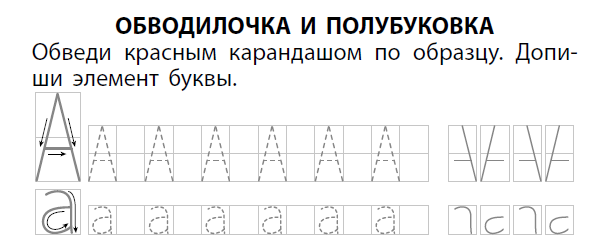 ОБВОДИЛОЧКА И ПОЛУБУКОВКА
Обведи красным карандашом по образцу. Допи-
ши элемент буквы.
А А А А А А А
а а а а а а а